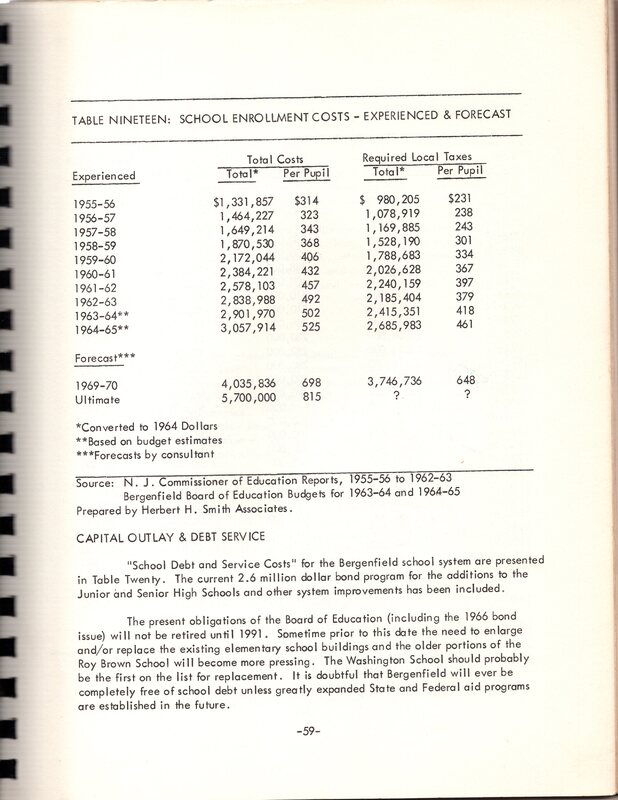 TABLE NINETEEN: SCHOOL ENROLLMENT COSTS - EXPERIENCED & FORECAST
Total Costs Required Local Taxes
Experienced Total* Per Pupil Total* Per Pupil
1955-56 $1,331,857 $314 $ 980,205 $231
1956-57 1,464,227 323 1,078,919 238
1957-58 1,649,214 343 1,169,885 243
1958-59 1,870,530 368 1,528,190 301
1959-60 2,172,044 406 1,788,683 334
1960-61 2,384,221 432 2,026,628 367
1961-62 2,578,103 457 2,240,159 397
1962-63 2,838,988 492 2,185,404 379
1963-64** 2,901,970 502 2,415,351 418
1964-65** 3,057,914 525 2,685,983 461
Forecast***
1969-70 4,035,836 698 3,746,736 648
Ultimate 5,700,000 815 ? ?
*Converted to 1964 Dollars
**Based on budget estimates
***Forecasts by consultant
Source: N. J. Commissioner of Education Reports, 1955-56 to 1962-63
Bergenfield Board of Education Budgets for 1963-64 and 1964-65
Prepared by Herbert H. Smith Associates.
CAPITAL OUTLAY & DEBT SERVICE
"School Debt and Service Costs" for the Bergenfield school system are presented
in Table Twenty. The current 2.6 million dollar bond program for the additions to the
Junior and Senior High Schools and other system improvements has been included.
The present obligations of the Board of Education (including the 1966 bond
issue) will not be retired until 1991. Sometime prior to this date the need to enlarge
and/or replace the existing elementary school buildings and the older portions of the
Roy Brown School will become more pressing. The Washington School should probably
be the first on the list for replacement. It is doubtful that Bergenfield will ever be
completely free of school debt unless greatly expanded State and Federal aid programs
are established in the future.
-59-